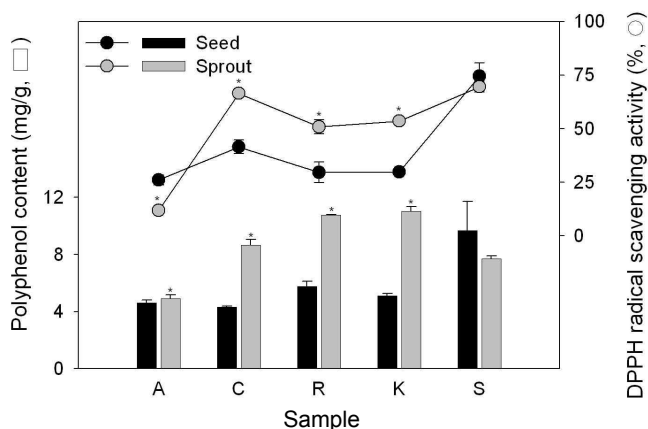 Polyphenol content (mg/g, □)
12
8
4
0
Seed
Sprout
*
*
*
*
*
*
*
*
100
75
50
25
0
DPPH radical scavenging activity (%, ○)
A C R K S
Sample